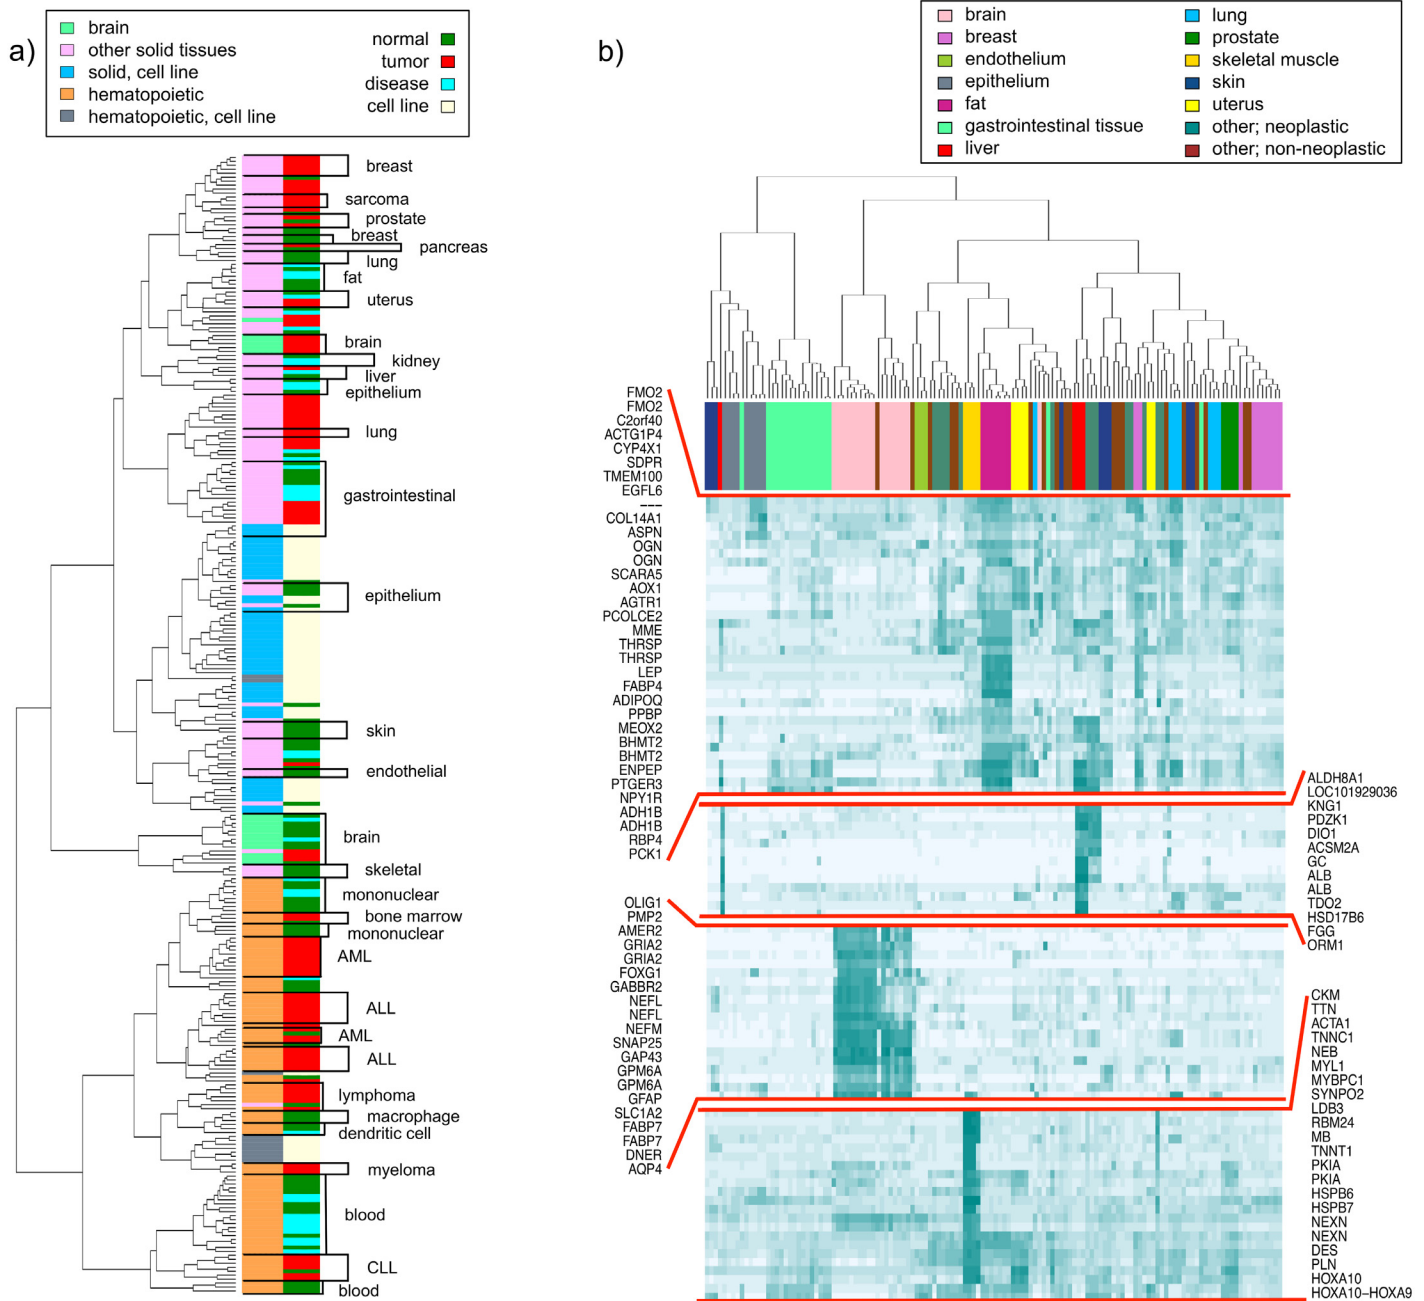 a)
brain
other solid tissues
solid, cell line
hematopoietic
hematopoietic, cell line
normal
tumor
disease
cell line
breast
sarcoma
prostate
breast
pancreas
lung
fat
uterus
brain
kidney
liver
epithelium
lung
gastrointestinal
epithelium
skin
endothelial
brain
skeletal
mononuclear
bone marrow
mononuclear
AML
ALL
AML
ALL
lymphoma
macrophage
dendritic cell
myeloma
blood
CLL
blood
b)
brain
breast
endothelium
epithelium
fat
gastrointestinal tissue
liver
lung
prostate
skeletal muscle
skin
uterus
other; neoplastic
other; non-neoplastic
FMO2
FMO2
C2orf40
ACTG1P4
CYP4X1
SDPR
TMEM100
EGFL6
---
COL14A1
ASPN
OGN
OGN
SCARA5
AOX1
AGTR1
PCOLCE2
MME
THRSP
THRSP
LEP
FABP4
ADIPOQ
PPBP
MEOX2
BHMT2
BHMT2
ENPEP
PTGER3
NPY1R
ADH1B
ADH1B
RBP4
PCK1
ALDH8A1
LOC101929036
KNG1
PDZK1
DIO1
ACSM2A
GC
ALB
ALB
TDO2
HSD17B6
FGG
ORM1
OLIG1
PMP2
AMER2
GRIA2
GRIA2
FOXG1
GABBR2
NEFL
NEFL
NEFM
SNAP25
GAP43
GPM6A
GPM6A
GFAP
SLC1A2
FABP7
FABP7
DNER
AQP4
CKM
TTN
ACTA1
TNNC1
NEB
MYL1
MYBPC1
SYNPO2
LDB3
RBM24
MB
TNNT1
PKIA
PKIA
HSPB6
HSPB7
NEXN
NEXN
DES
PLN
HOXA10
HOXA10-HOXA9